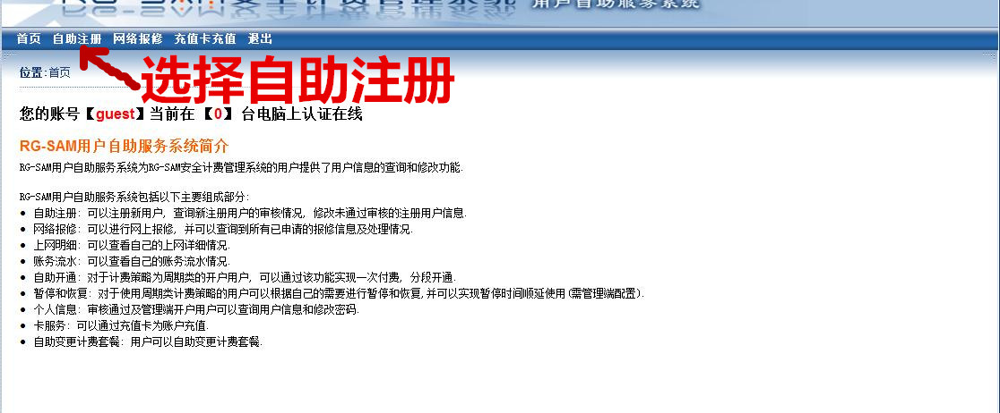 用户自助服务系统
首页 自助注册 网络报修 充值卡充值 退出
位置:首页
选择自助注册
您的账号【guest】当前在 【0】 台电脑上认证在线
RG-SAM用户自助服务系统简介
RG-SAM用户自助服务系统为RG-SAM安全计费管理系统的用户提供了用户信息的查询和修改功能.
RG-SAM用户自助服务系统包括以下主要组成部分:
● 自助注册: 可以注册新用户, 查询新注册用户的审核情况, 修改未通过审核的注册用户信息.
● 网络报修: 可以进行网上报修, 并可以查询到所有已申请的报修信息及处理情况.
● 上网明细: 可以查看自己的上网详细情况.
● 账务流水: 可以查看自己的账务流水情况.
● 自助开通: 对于计费策略为周期类的开户用户, 可以通过该功能实现一次付费, 分段开通.
● 暂停和恢复: 对于使用周期类计费策略的用户可以根据自己的需要进行暂停和恢复,并可以实现暂停时间顺延使用(需管理端配置).
● 个人信息: 审核通过及管理端开户用户可以查询用户信息和修改密码.
● 卡服务: 可以通过充值卡为账户充值.
● 自助变更计费套餐: 用户可以自助变更计费套餐.